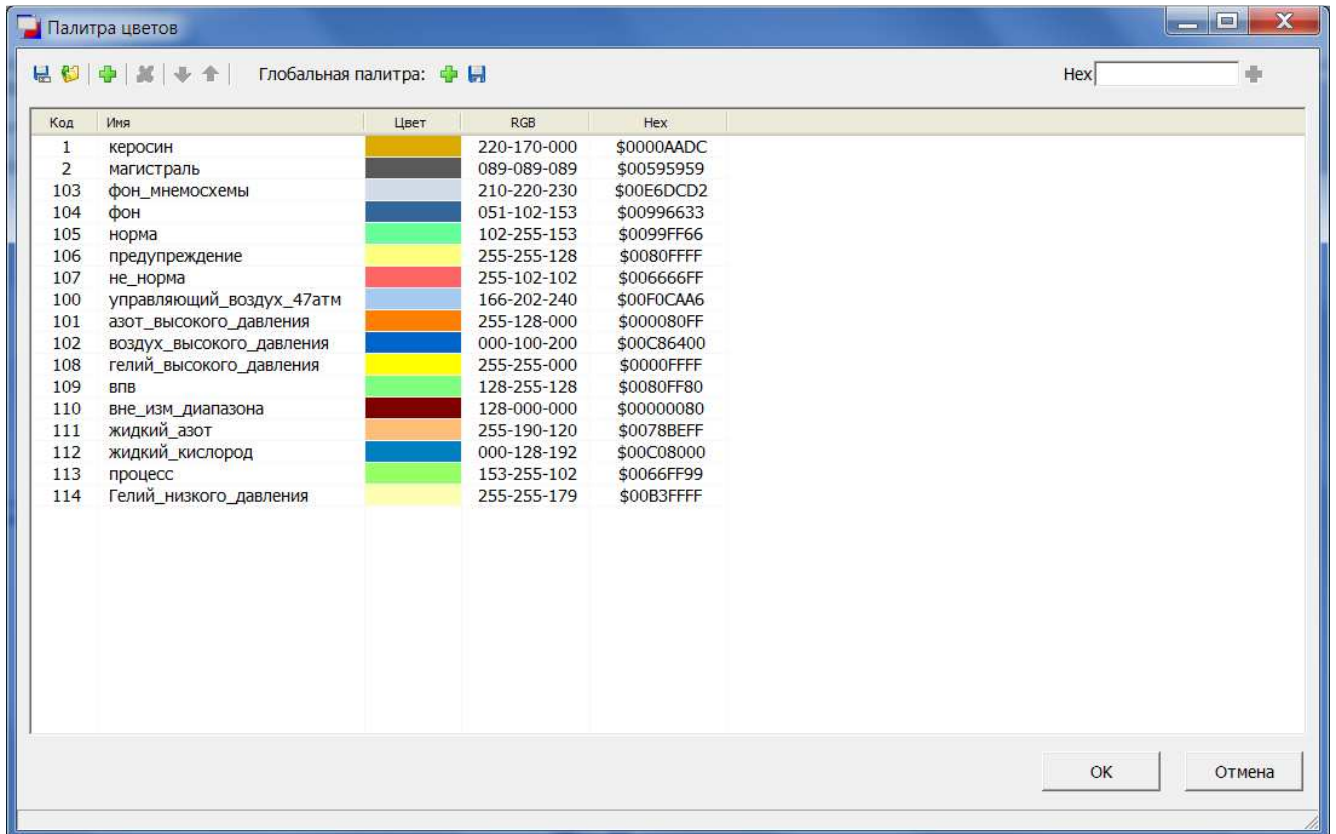 Палитра цветов
Глобальная палитра: Hex
Код Имя Цвет RGB Hex
1 керосин 220-170-000 $0000AADC
2 магистраль 089-089-089 $00595959
103 фон_мнемосхемы 210-220-230 $00E6DCD2
104 фон 051-102-153 $00996633
105 норма 102-255-153 $0099FF66
106 предупреждение 255-255-128 $0080FFFF
107 не_норма 255-102-102 $006666FF
100 управляющий_воздух_47атм 166-202-240 $00F0CAA6
101 азот_высокого_давления 255-128-000 $000080FF
102 воздух_высокого_давления 000-100-200 $00C86400
108 гелий_высокого_давления 255-255-000 $0000FFFF
109 впв 128-255-128 $0080FF80
110 вне_изм_диапазона 128-000-000 $00000080
111 жидкий_азот 255-190-120 $0078BEFF
112 жидкий_кислород 000-128-192 $00C08000
113 процесс 153-255-102 $0066FF99
114 Гелий_низкого_давления 255-255-179 $00B3FFFF
OK Отмена